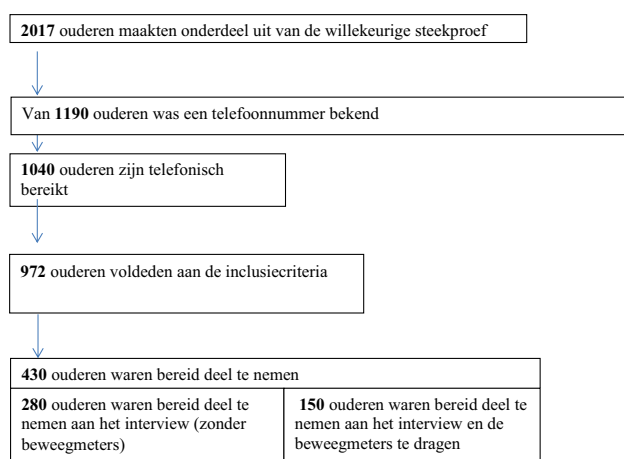 2017 ouderen maakten onderdeel uit van de willekeurige steekproef
Van 1190 ouderen was een telefoonnummer bekend
1040 ouderen zijn telefonisch
bereikt
972 ouderen voldeden aan de inclusiecriteria
430 ouderen waren bereid deel te nemen
280 ouderen waren bereid deel te
nemen aan het interview (zonder
beweegmeters)
150 ouderen waren bereid deel te
nemen aan het interview en de
beweegmeters te dragen